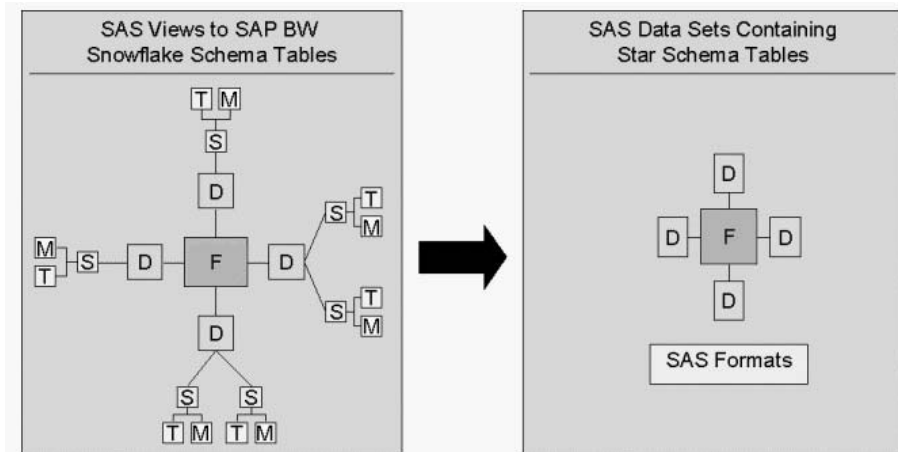 SAS Views to SAP BW
Snowflake Schema Tables
T M
S
D
S T
M
M
T S D F D
S T
M
D
S S
T M T M
SAS Data Sets Containing
Star Schema Tables
D
D F D
D
SAS Formats